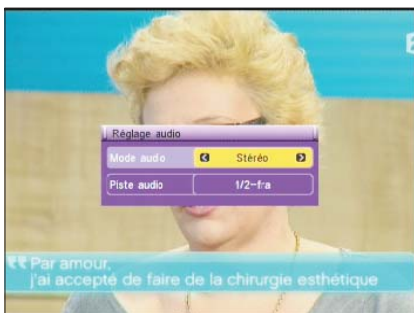 Réglage audio
Mode audio Stéréo
Piste audio 1/2-fra
Par amour,
j'ai accepté de faire de la chirurgie esthétique